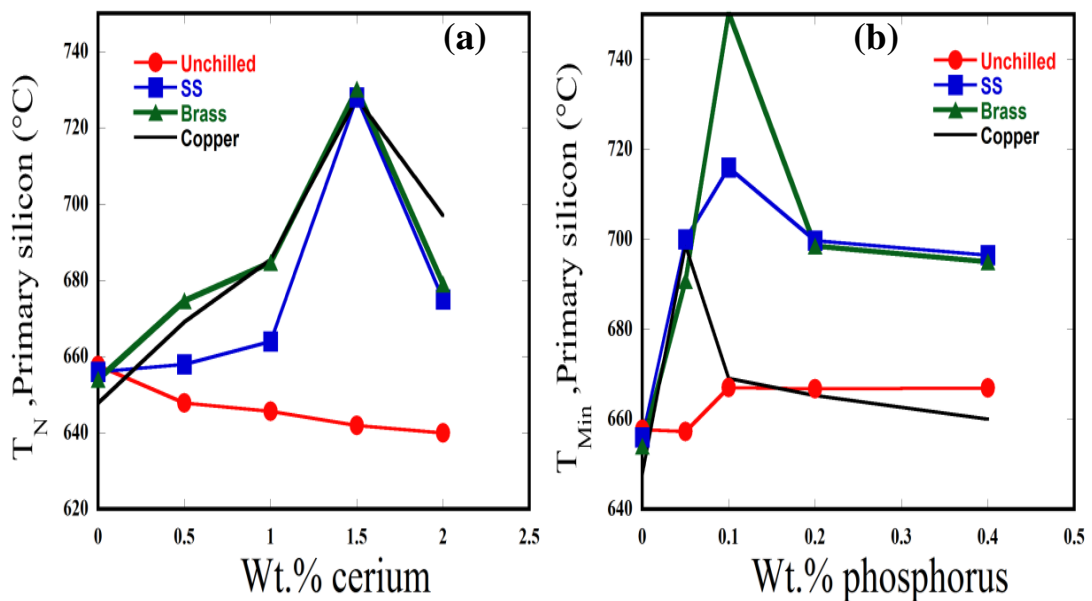 (a)
Unchilled
SS
Brass
Copper
T_N ,Primary silicon (°C)
740
720
700
680
660
640
620
0 0.5 1 1.5 2 2.5
Wt.% cerium
(b)
Unchilled
SS
Brass
Copper
T_Min ,Primary silicon (°C)
740
720
700
680
660
640
0 0.1 0.2 0.3 0.4 0.5
Wt.% phosphorus